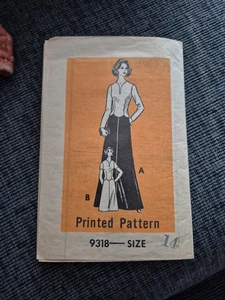 A
B
Printed Pattern
9318— SIZE 14